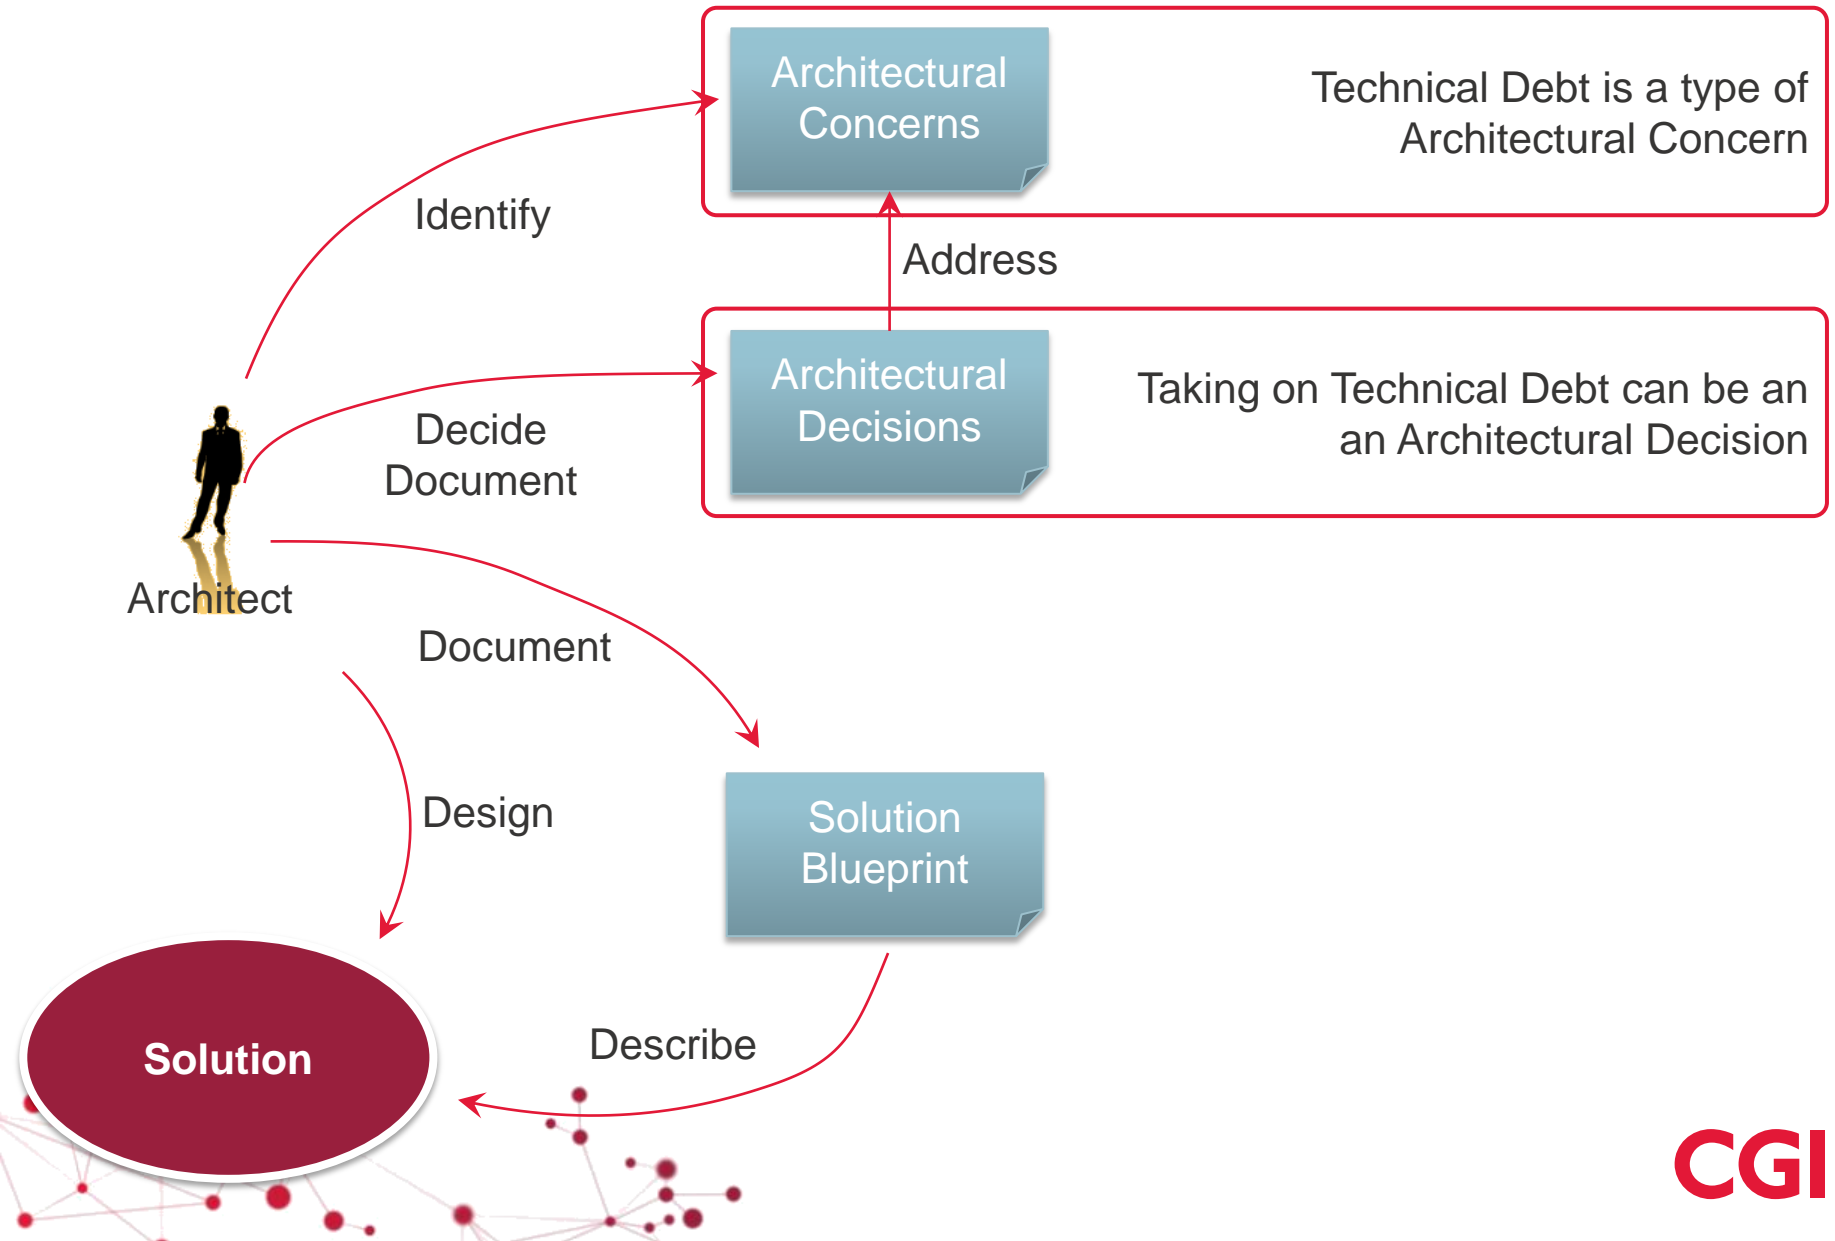 Architectural
Concerns
Technical Debt is a type of
Architectural Concern
Identify
Address
Architectural
Decisions
Taking on Technical Debt can be an
an Architectural Decision
Decide
Document
Architect
Document
Design
Solution
Blueprint
Describe
Solution
CGI